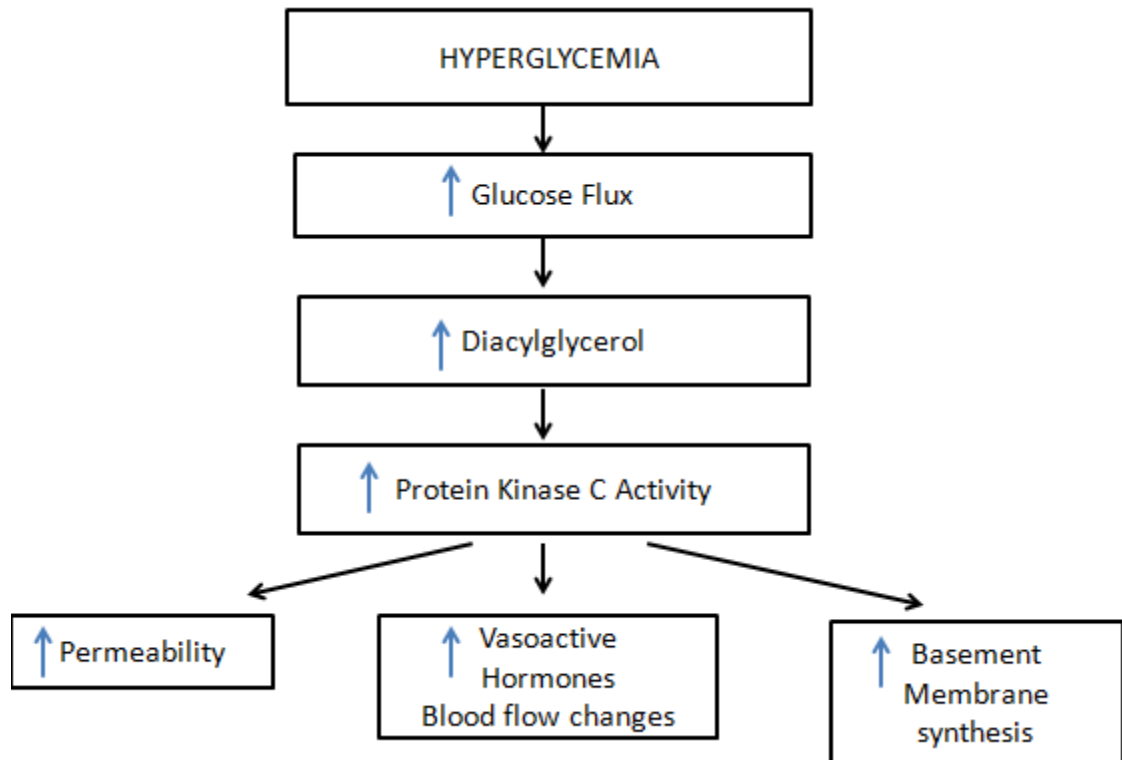 HYPERGLYCEMIA
Glucose Flux
Diacylglycerol
Protein Kinase C Activity
Permeability
Vasoactive
Hormones
Blood flow changes
Basement
Membrane
synthesis